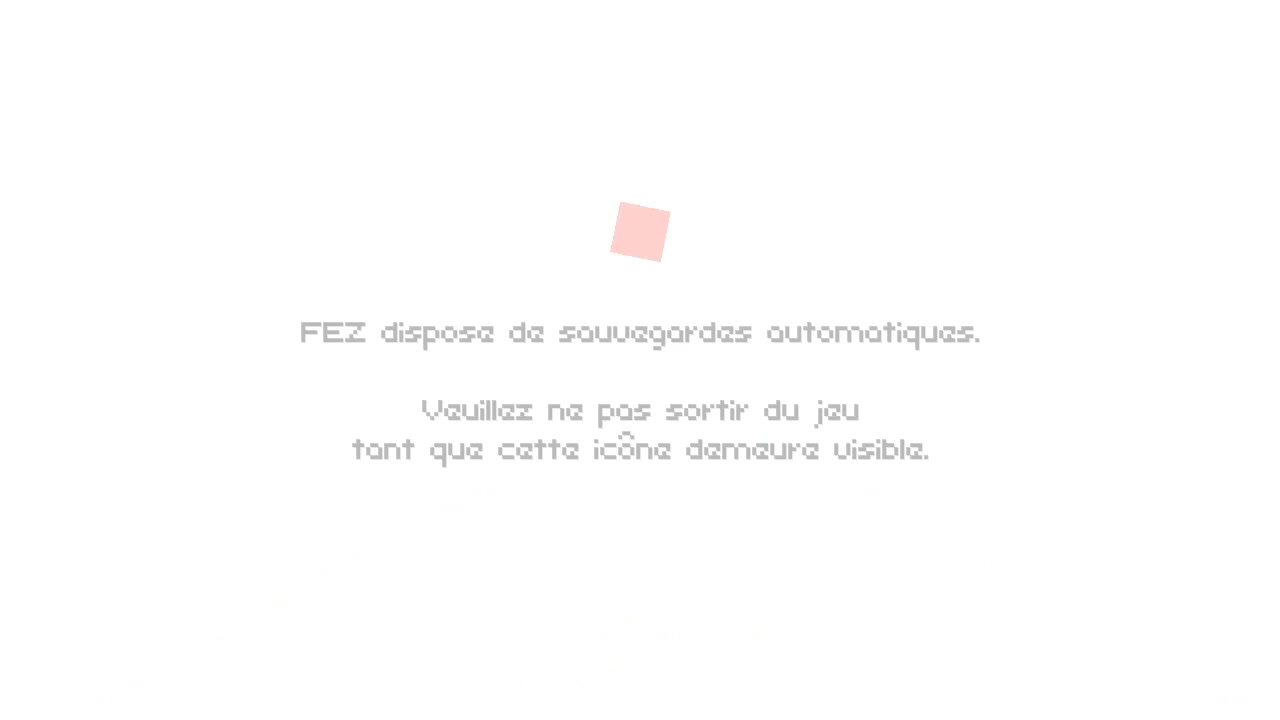 FEZ dispose de sauvegardes automatiques.
Veuillez ne pas sortir du jeu
tant que cette icône demeure visible.